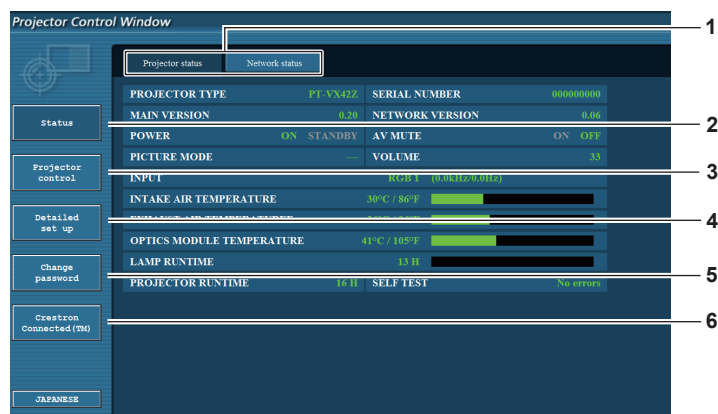 Projector Control Window
1
Projector status Network status
PROJECTOR TYPE PT-VX42Z SERIAL NUMBER 000000000
MAIN VERSION 0.20 NETWORK VERSION 0.06
Status
2
POWER ON STANDBY AV MUTE ON OFF
PICTURE MODE — VOLUME 33
Projector
control
3
INPUT RGB 1 (0.0kHz/0.0Hz)
INTAKE AIR TEMPERATURE 30°C / 86°F
Detailed
set up
4
OPTICS MODULE TEMPERATURE 41°C / 105°F
LAMP RUNTIME 13 H
Change
password
5
PROJECTOR RUNTIME 16 H SELF TEST No errors
Crestron
Connected(TM)
6
JAPANESE